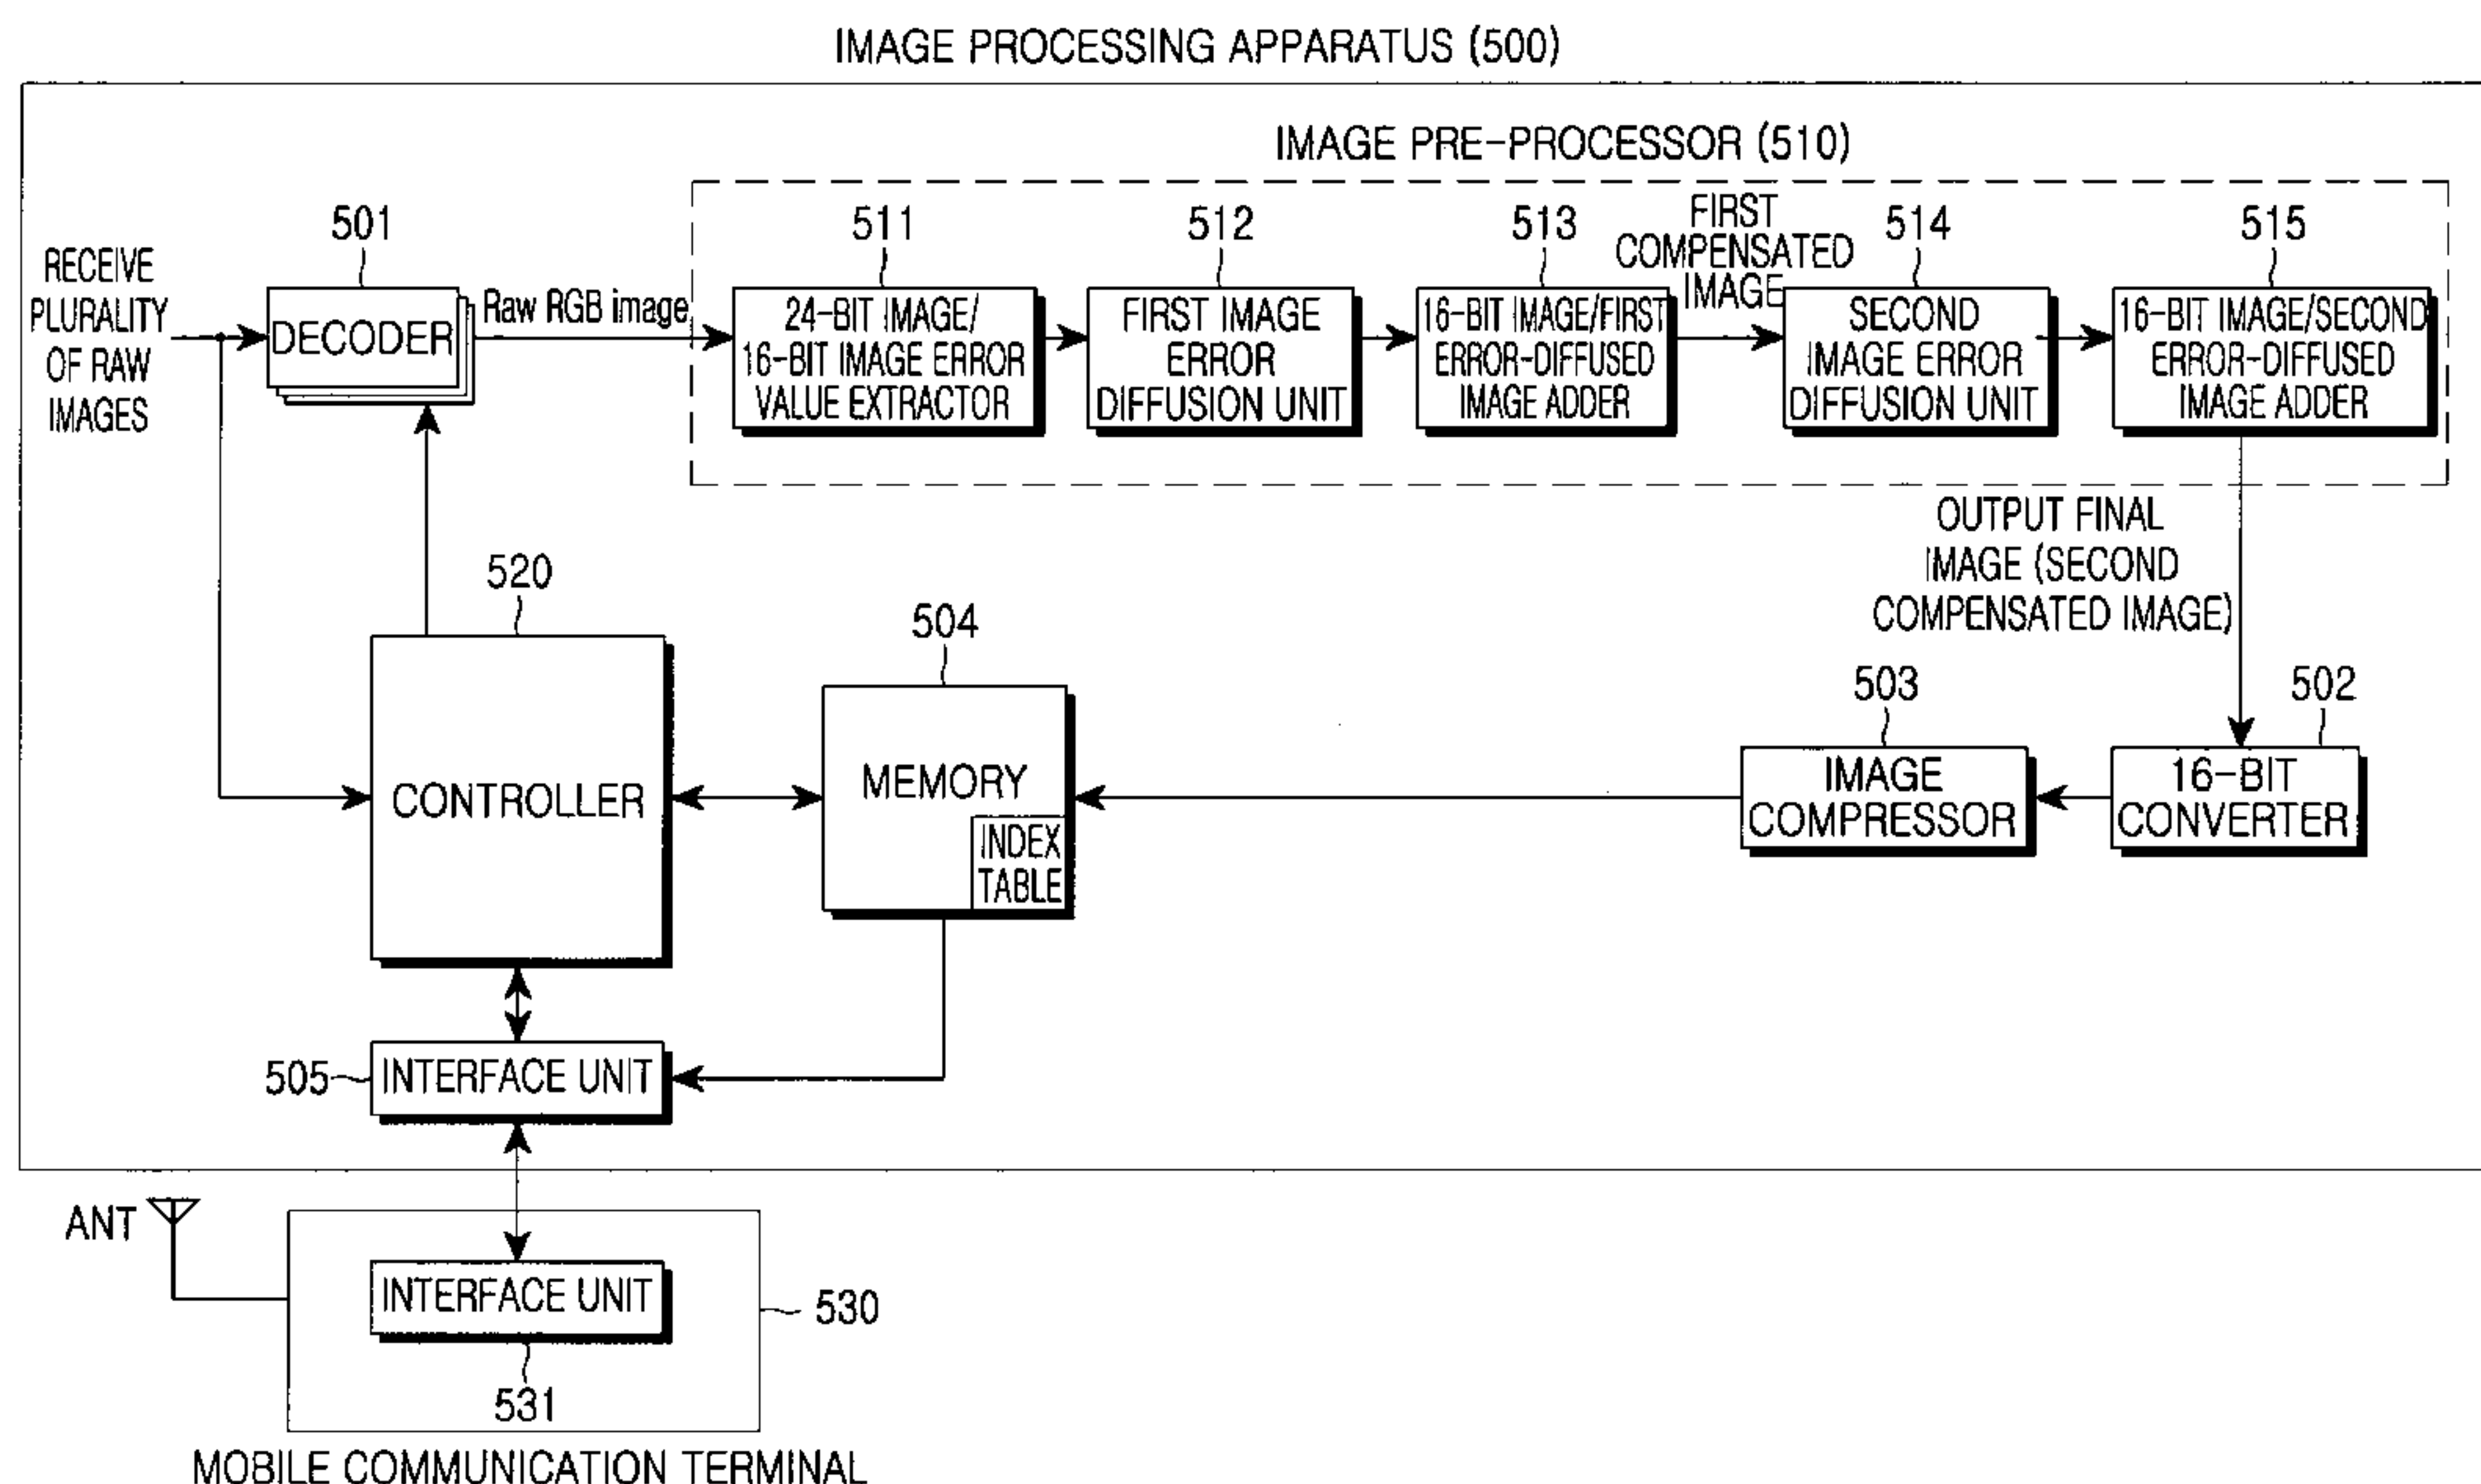 IMAGE PROCESSING APPARATUS (500)
IMAGE PRE-PROCESSOR (510)
RECEIVE
PLURALITY
OF RAW
IMAGES
501
DECODER
Raw RGB image
511
24-BIT IMAGE/
16-BIT IMAGE ERROR
VALUE EXTRACTOR
512
FIRST IMAGE
ERROR
DIFFUSION UNIT
513
16-BIT IMAGE/FIRST
ERROR-DIFFUSED
IMAGE ADDER
FIRST
COMPENSATED
IMAGE
514
SECOND
IMAGE ERROR
DIFFUSION UNIT
515
16-BIT IMAGE/SECOND
ERROR-DIFFUSED
IMAGE ADDER
OUTPUT FINAL
IMAGE (SECOND
COMPENSATED IMAGE)
520
CONTROLLER
504
MEMORY
INDEX
TABLE
503
IMAGE
COMPRESSOR
502
16-BIT
CONVERTER
505
INTERFACE UNIT
ANT
INTERFACE UNIT
531
530
MOBILE COMMUNICATION TERMINAL